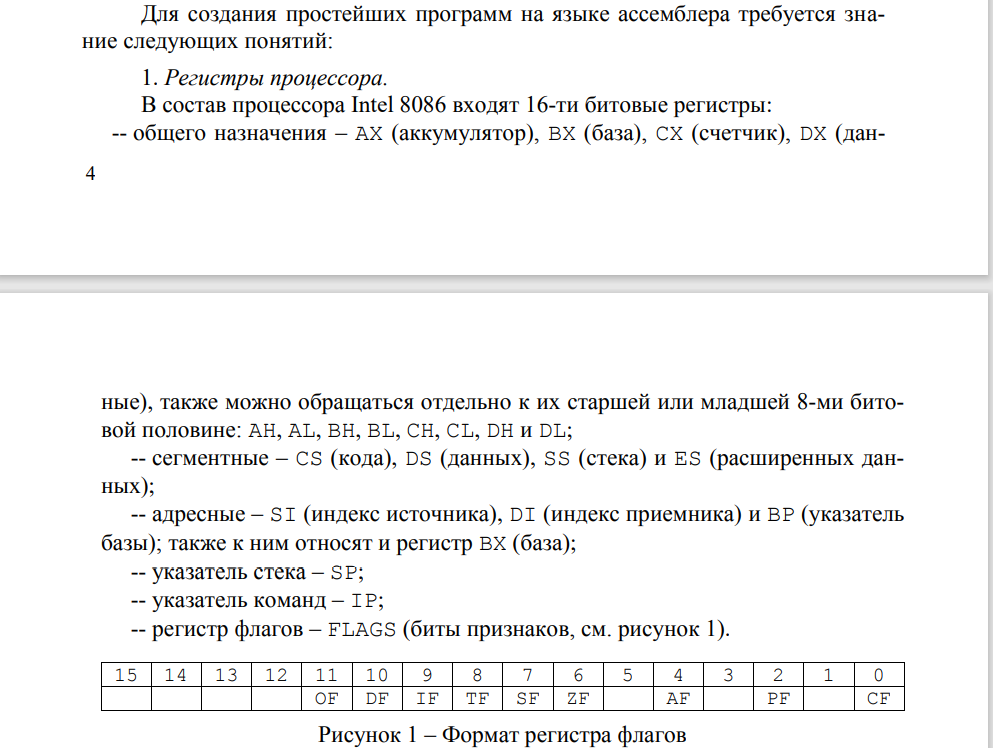 Для создания простейших программ на языке ассемблера требуется зна-
ние следующих понятий:
1. Регистры процессора.
В состав процессора Intel 8086 входят 16-ти битовые регистры:
-- общего назначения – AX (аккумулятор), BX (база), CX (счетчик), DX (дан-
4
ные), также можно обращаться отдельно к их старшей или младшей 8-ми бито-
вой половине: AH, AL, BH, BL, CH, CL, DH и DL;
-- сегментные – CS (кода), DS (данных), SS (стека) и ES (расширенных дан-
ных);
-- адресные – SI (индекс источника), DI (индекс приемника) и BP (указатель
базы); также к ним относят и регистр BX (база);
-- указатель стека – SP;
-- указатель команд – IP;
-- регистр флагов – FLAGS (биты признаков, см. рисунок 1).
15 14 13 12 11 10 9 8 7 6 5 4 3 2 1 0
OF DF IF TF SF ZF AF PF CF
Рисунок 1 – Формат регистра флагов